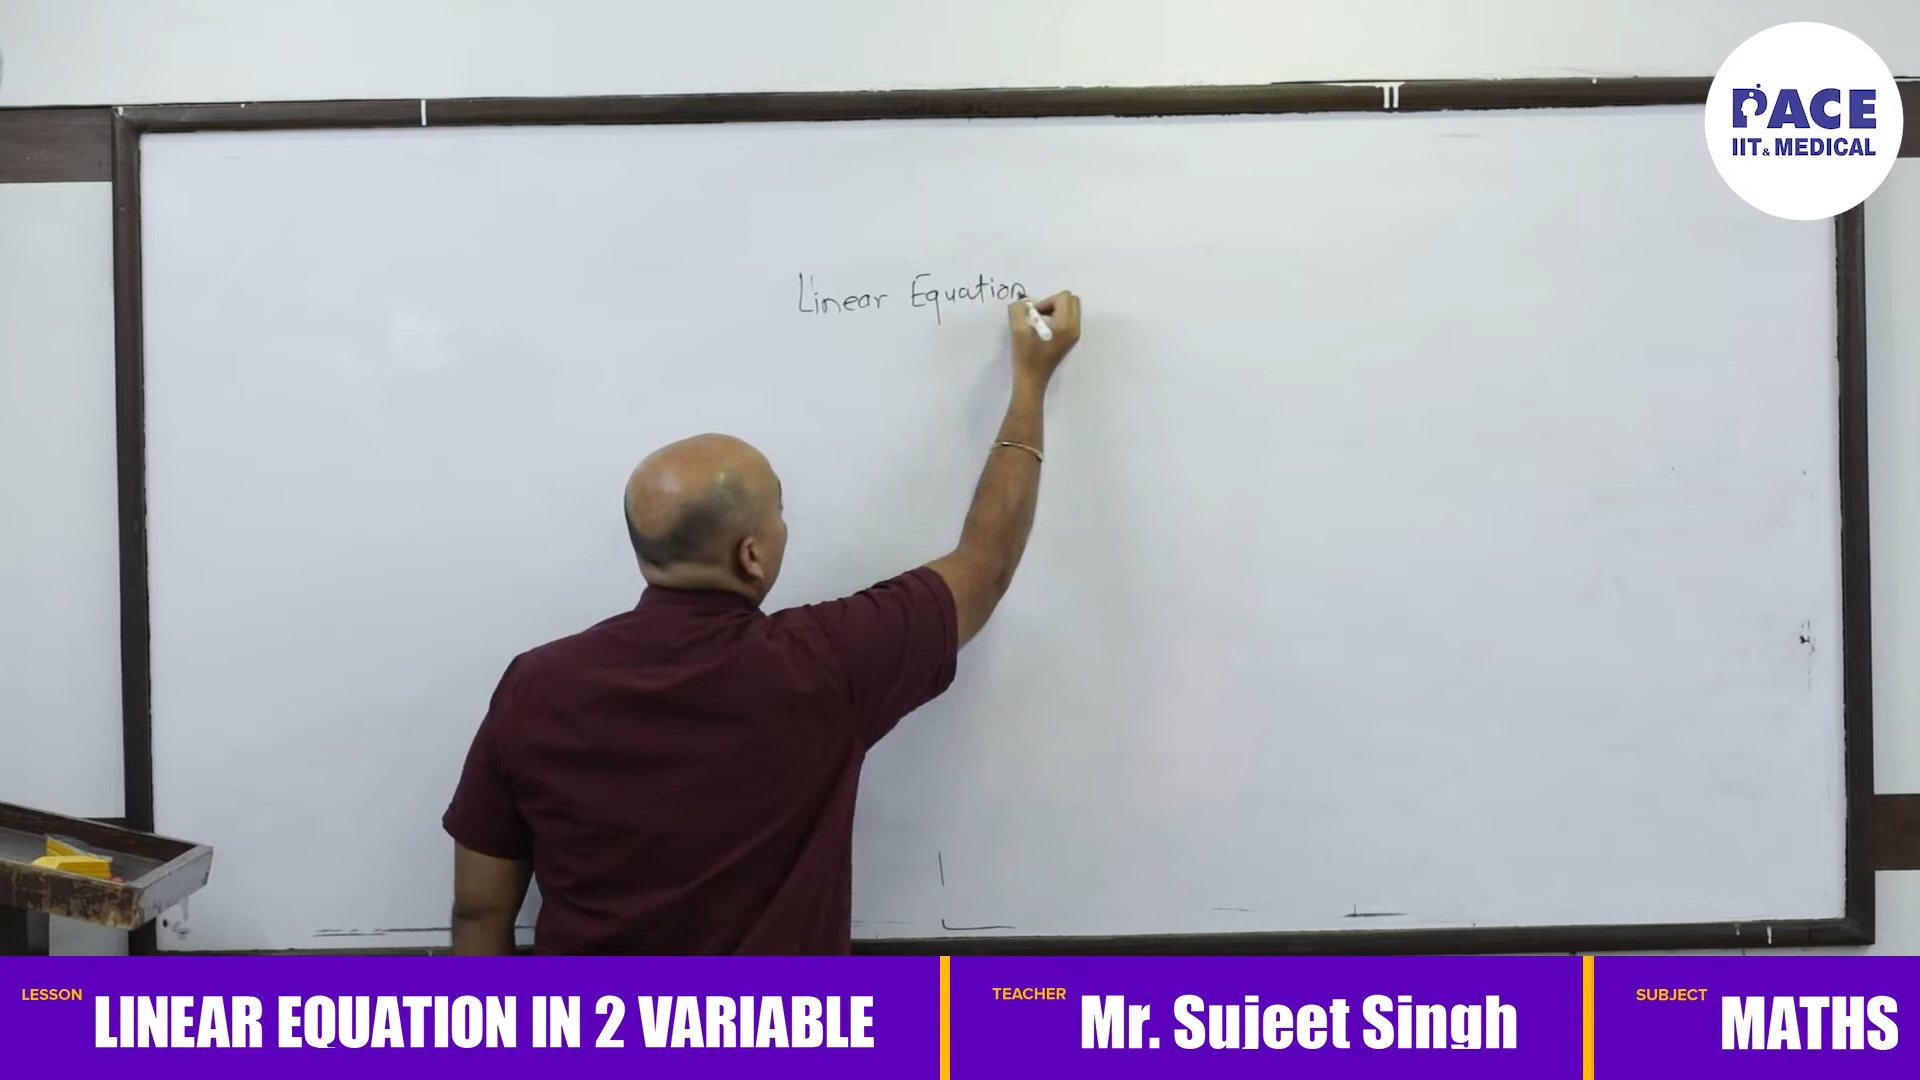 PACE
IIT & MEDICAL
Linear Equation
LESSON LINEAR EQUATION IN 2 VARIABLE
TEACHER Mr. Sujeet Singh
SUBJECT MATHS